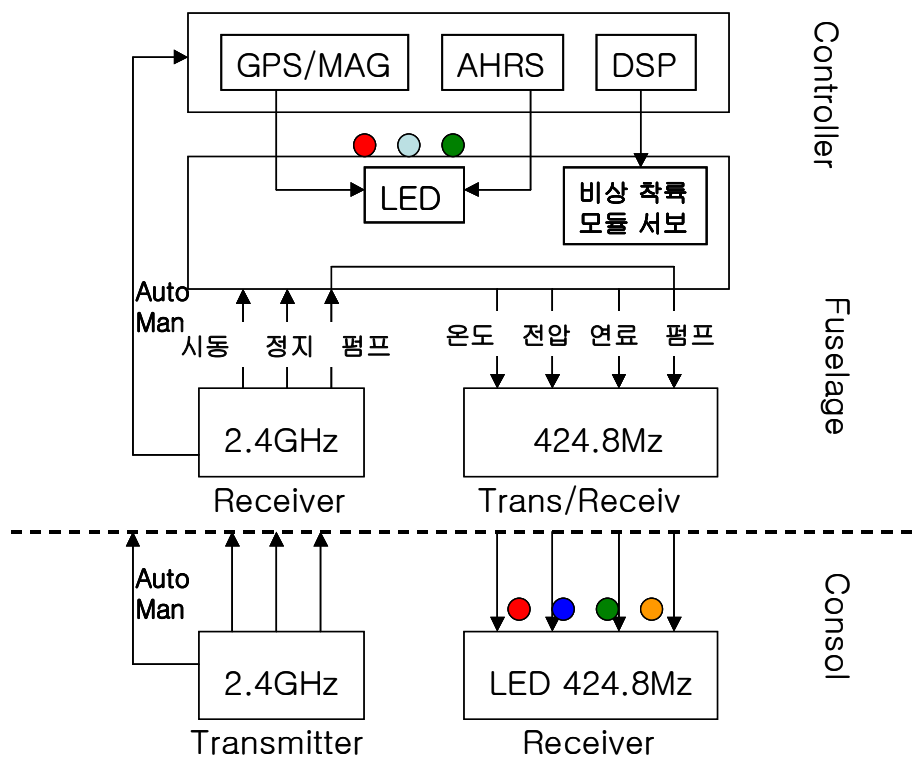 Controller
GPS/MAG
AHRS
DSP
LED
비상 착륙
모듈 서보
Fuselage
Auto
Man
시동
정지
펌프
온도
전압
연료
펌프
2.4GHz
424.8Mz
Receiver
Trans/Receiv
Auto
Man
Consol
2.4GHz
LED 424.8Mz
Transmitter
Receiver